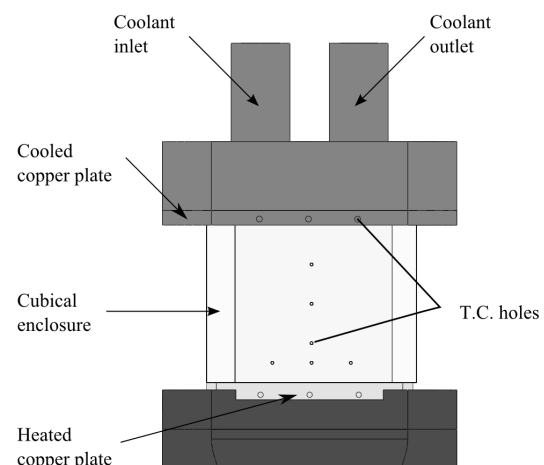 Coolant
inlet
Coolant
outlet
Cooled
copper plate
Cubical
enclosure
T.C. holes
Heated
copper plate